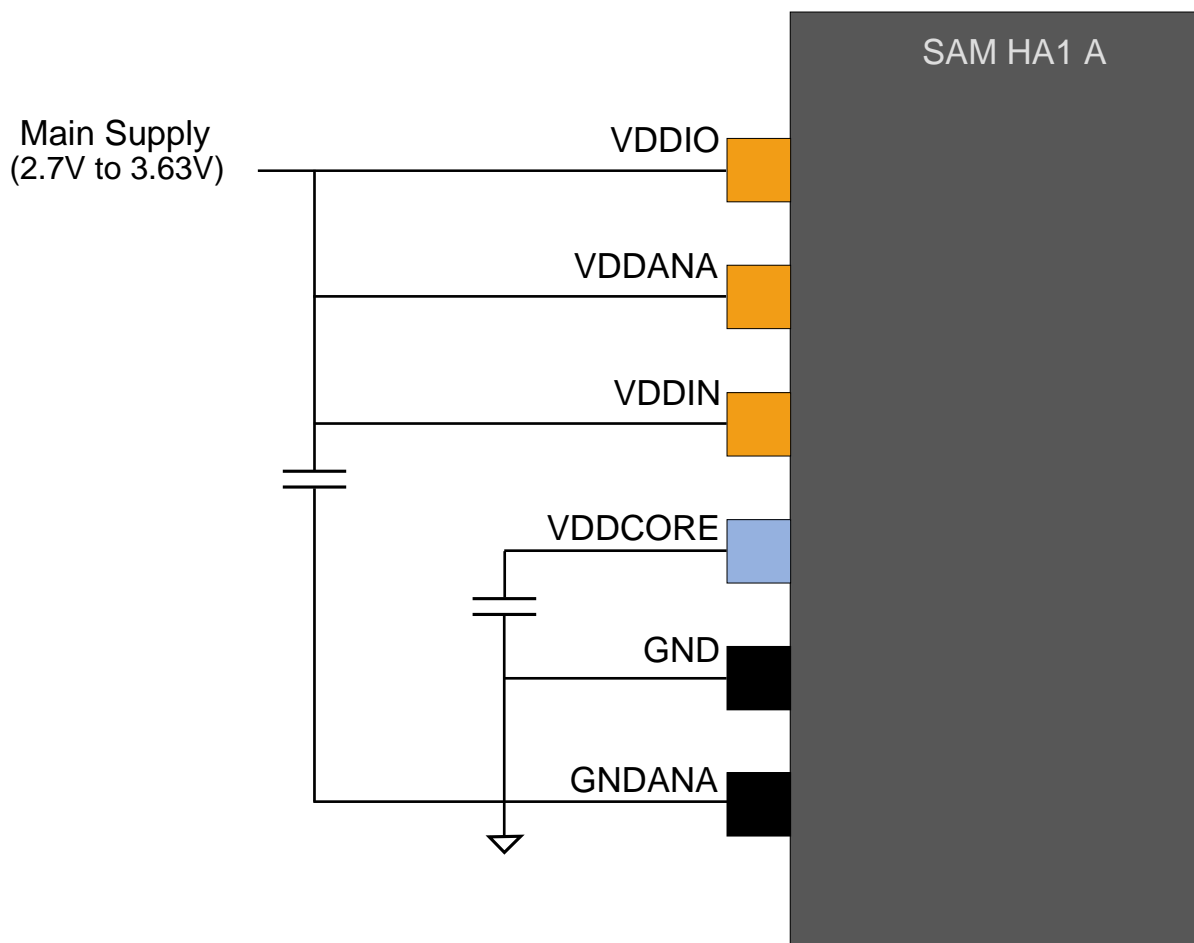 SAM HA1 A
Main Supply
(2.7V to 3.63V)
VDDIO
VDDANA
VDDIN
VDDCORE
GND
GNDANA